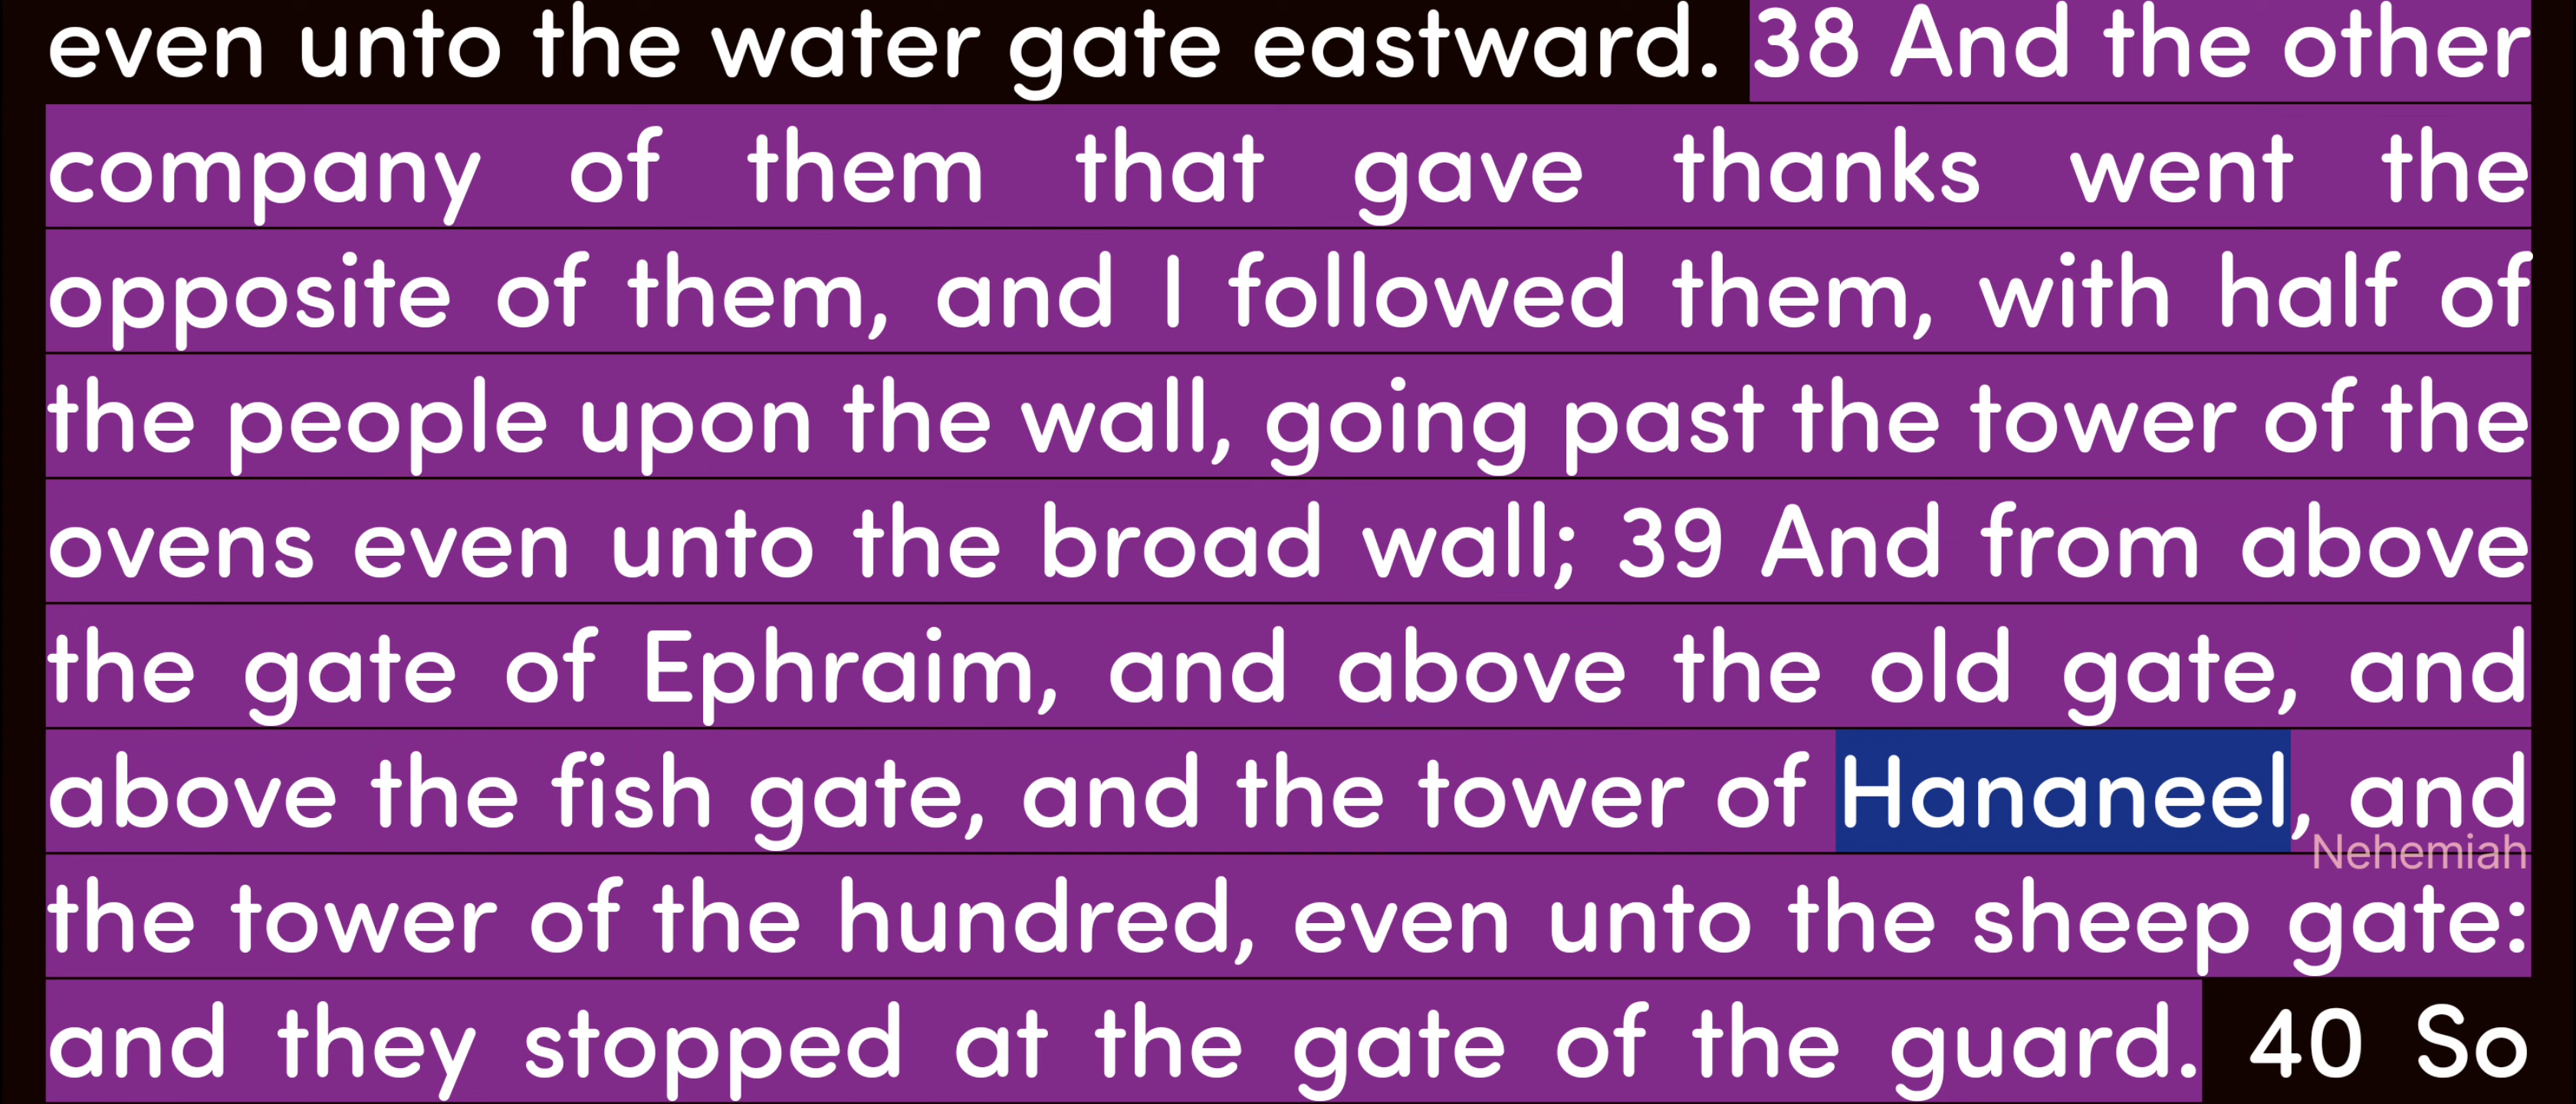 even unto the water gate eastward. 38 And the other
company of them that gave thanks went the
opposite of them, and I followed them, with half of
the people upon the wall, going past the tower of the
ovens even unto the broad wall; 39 And from above
the gate of Ephraim, and above the old gate, and
above the fish gate, and the tower of Hananeel, and
Nehemiah
the tower of the hundred, even unto the sheep gate:
and they stopped at the gate of the guard. 40 So